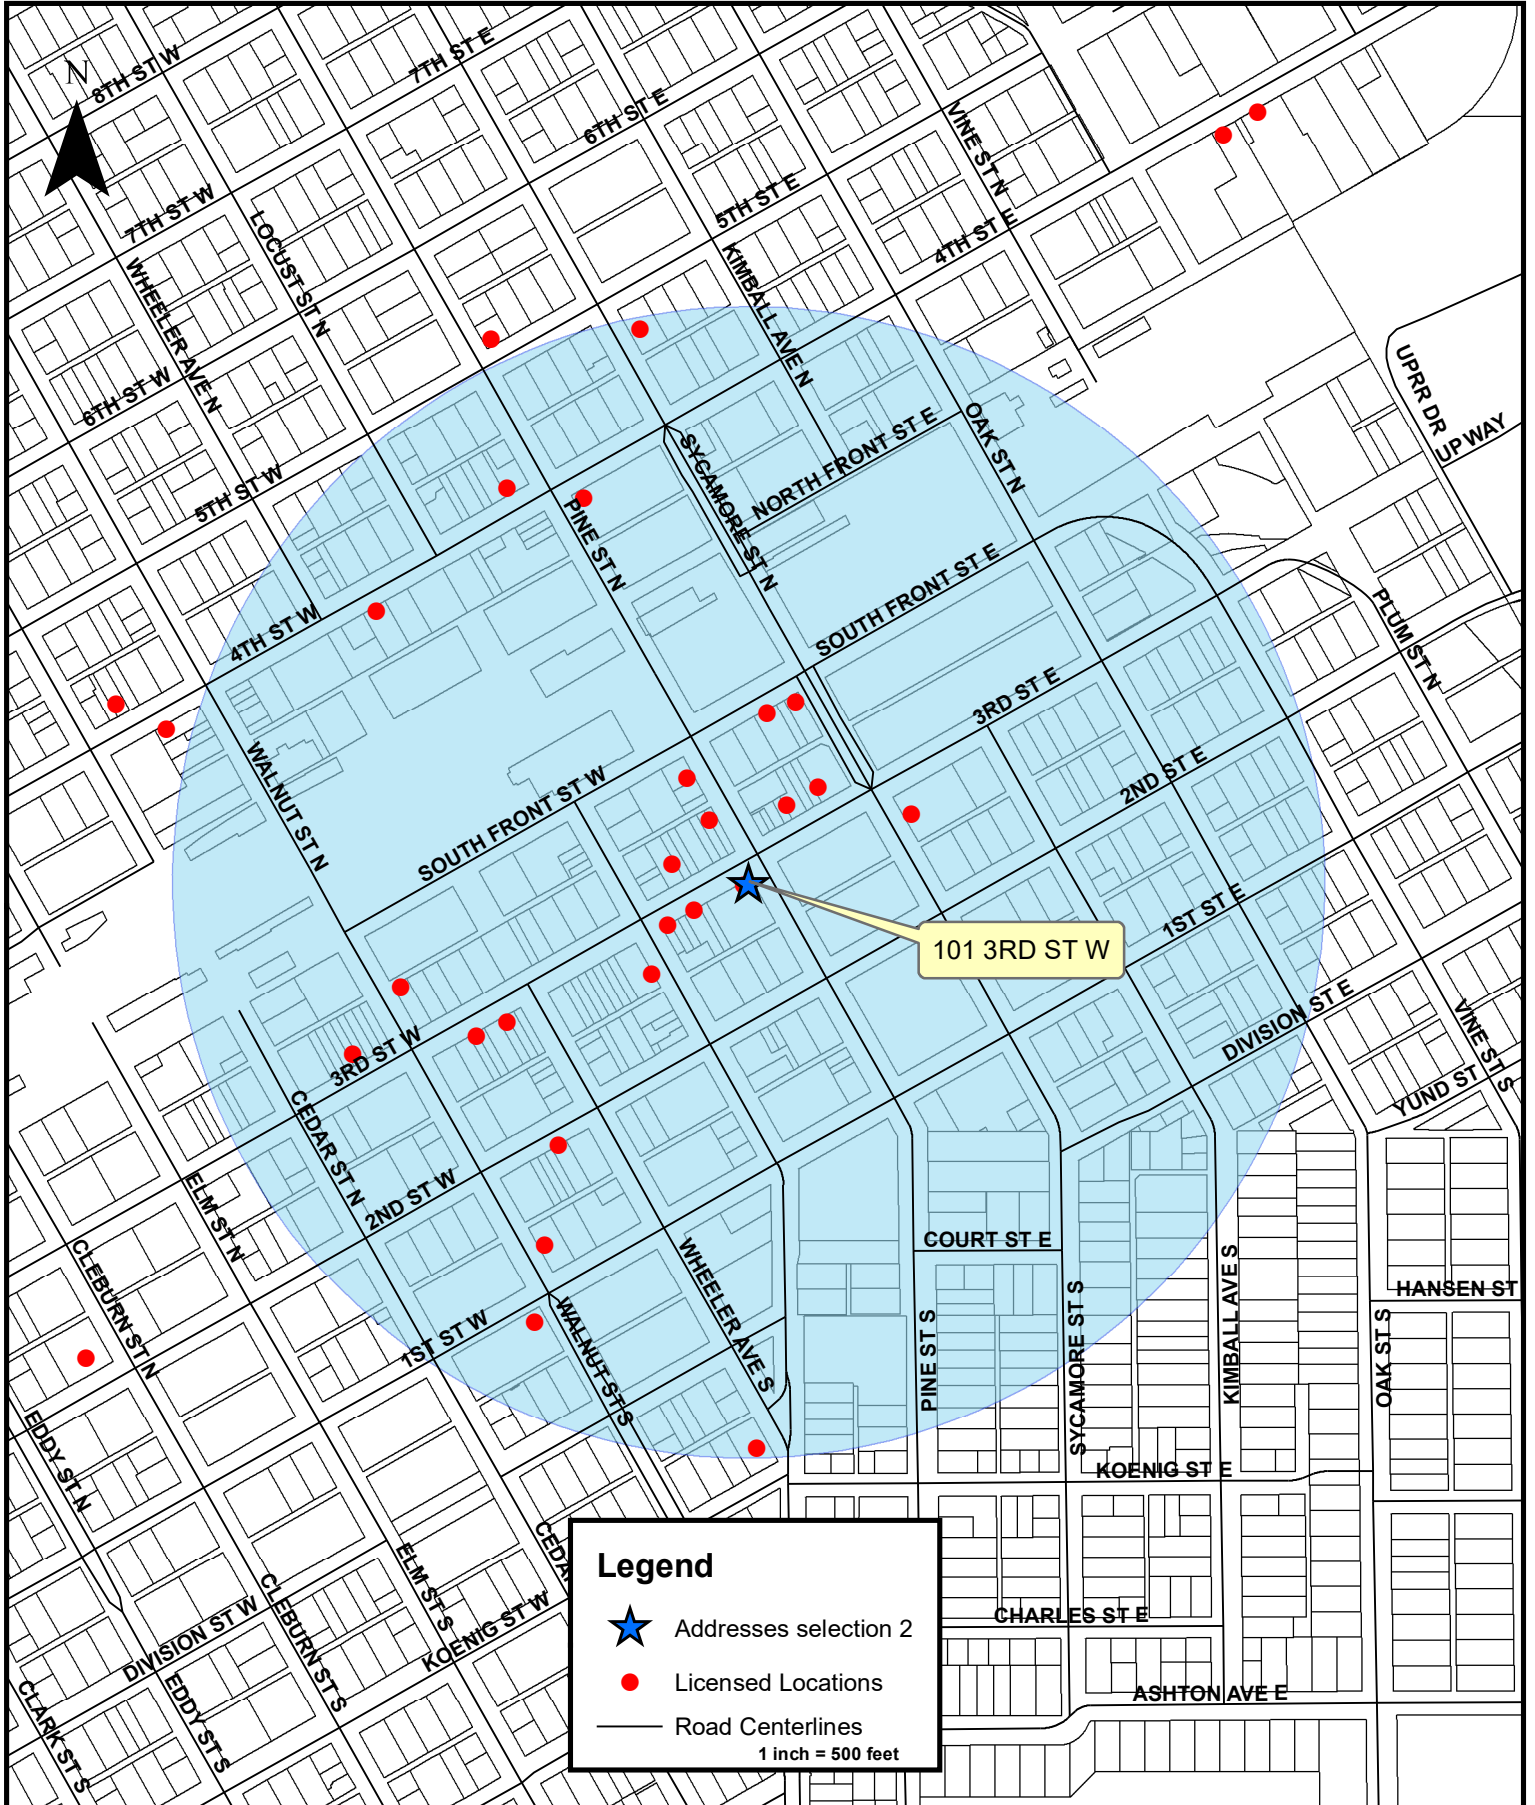 7TH ST E
8TH ST W
N
6TH ST E
VINE ST N
7TH ST W
5TH ST E
4TH ST E
LOCUST ST N
KIMBALL AVE N
WHEELER AVE N
UPRR DR
6TH ST W
UP WAY
OAK ST N
SYCAMORE ST N
NORTH FRONT ST E
5TH ST W
PINE ST N
SOUTH FRONT ST E
4TH ST W
PLUM ST N
3RD ST E
WALNUT ST N
2ND ST E
SOUTH FRONT ST W
101 3RD ST W
1ST ST E
DIVISION ST E
3RD ST W
VINE ST S
YUND ST
CEDAR ST N
2ND ST W
ELM ST N
COURT ST E
CLEBURN ST N
WHEELER AVE S
HANSEN ST
1ST ST W
WALNUT ST S
PINE ST S
SYCAMORE ST S
KIMBALL AVE S
OAK ST S
EDDY ST N
KOENIG ST E
CEDA
ELM ST S
CLEBURN ST S
KOENIG ST W
DIVISION ST W
CHARLES ST E
EDDY ST S
CLARK ST S
ASHTON AVE E
Legend
Addresses selection 2
Licensed Locations
Road Centerlines
1 inch = 500 feet